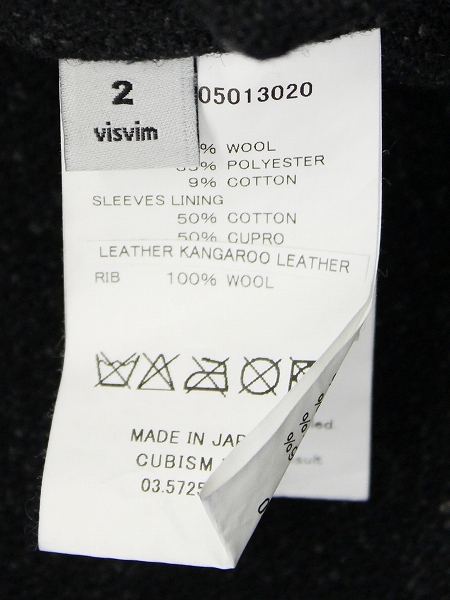 2
visvim
05013020
% WOOL
POLYESTER
9% COTTON
SLEEVES LINING
50% COTTON
50% CUPRO
LEATHER KANGAROO LEATHER
RIB 100% WOOL
MADE IN JAP
CUBISM
03.5725